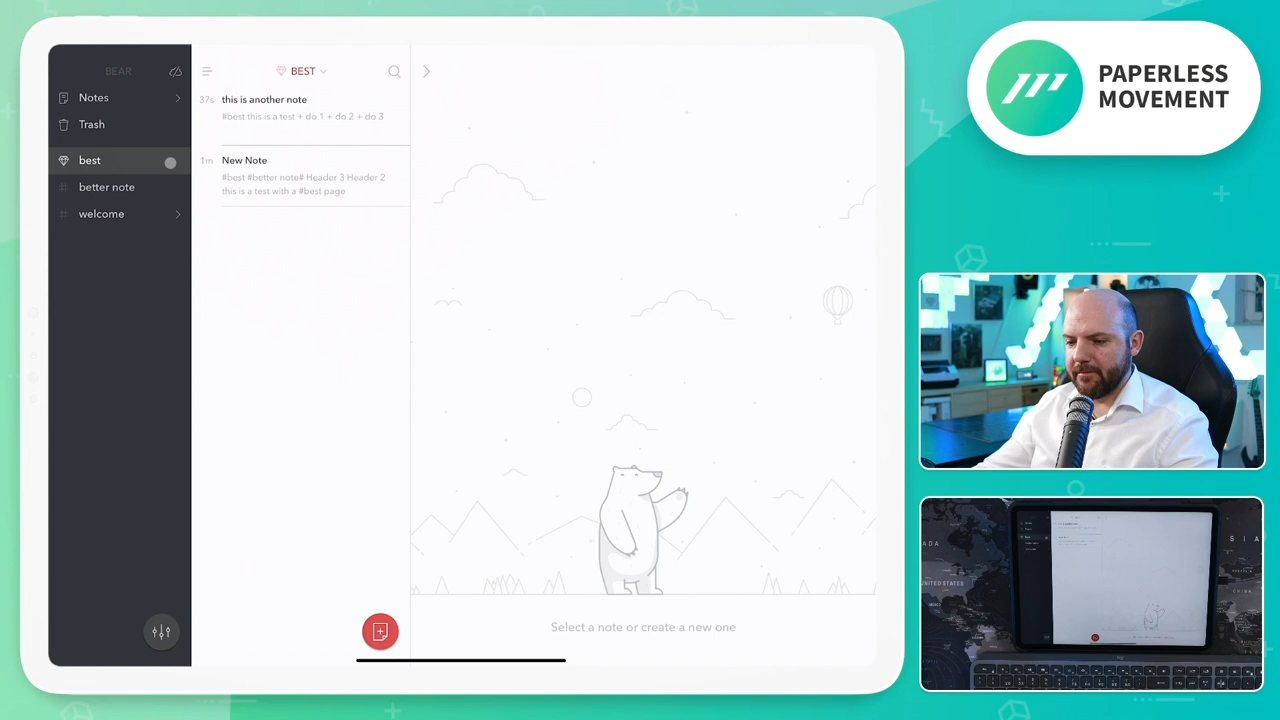 BEAR
Notes
Trash
best
better note
welcome
BEST
37s
this is another note
#best this is a test + do 1 + do 2 + do 3
1m
New Note
#best #better note# Header 3 Header 2
this is a test with a #best page
Select a note or create a new one
PAPERLESS
MOVEMENT
UNITED STATES